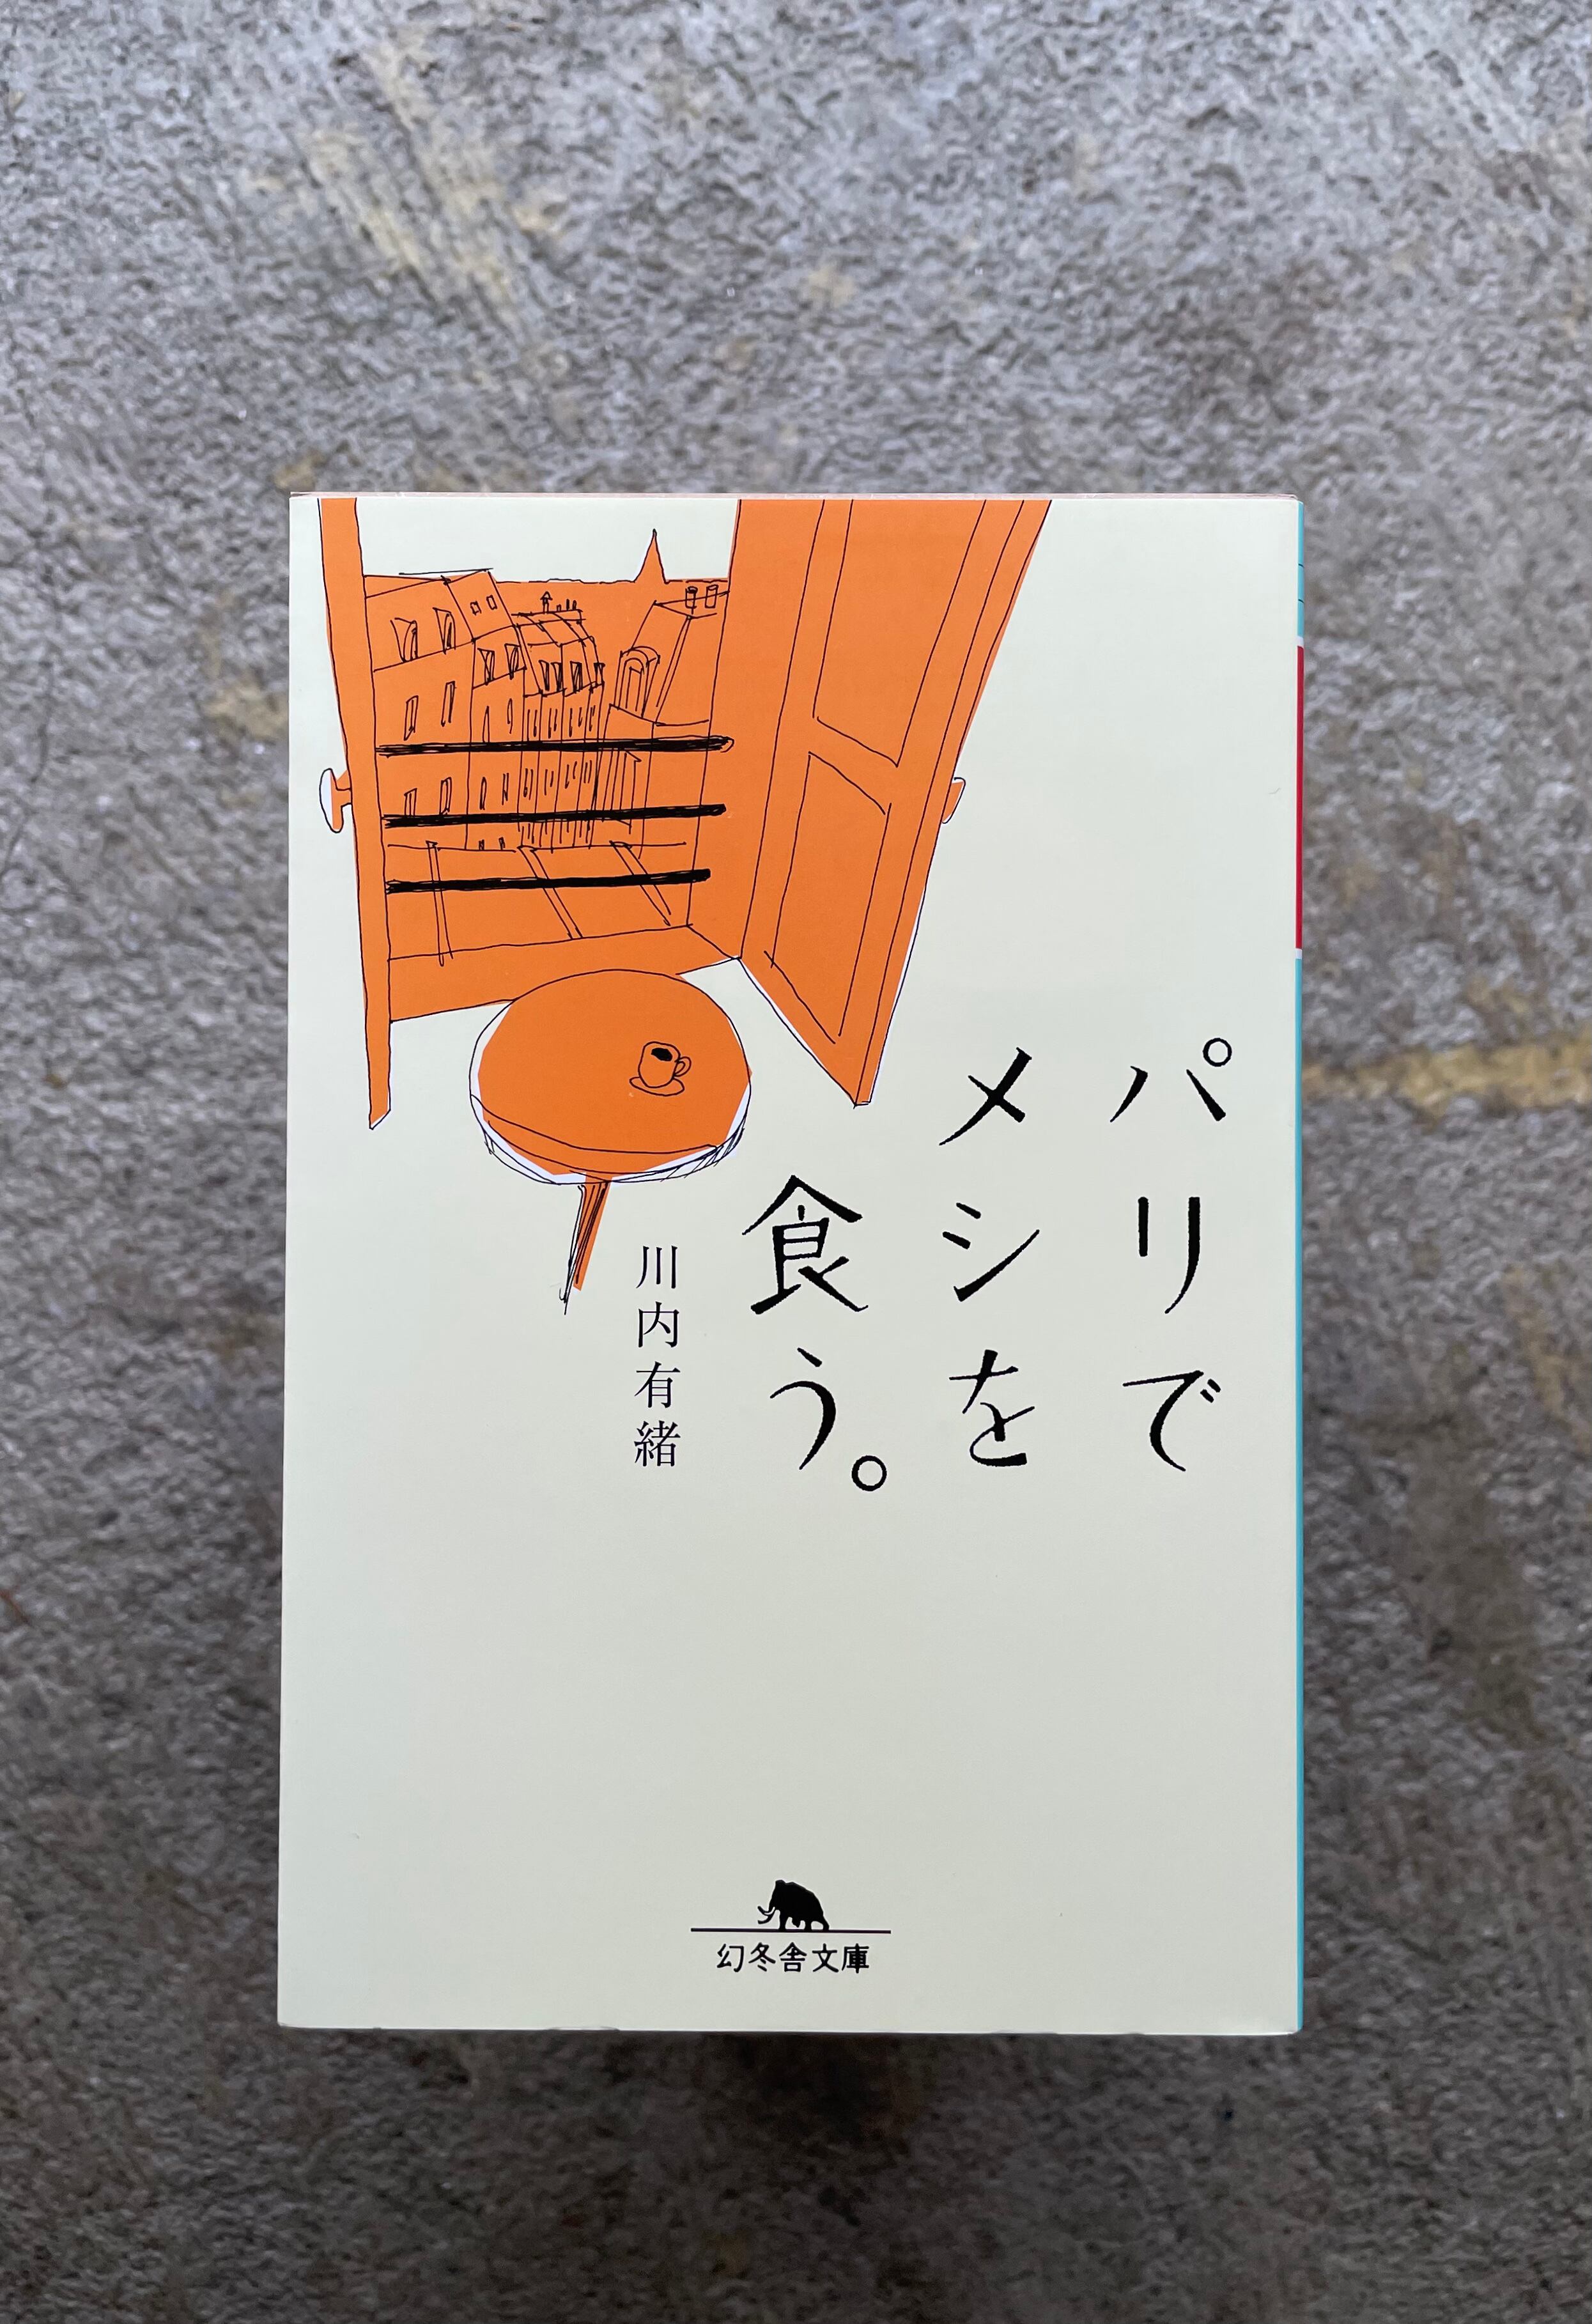 パリで
メシを
食う。
川内有緒
幻冬舎文庫